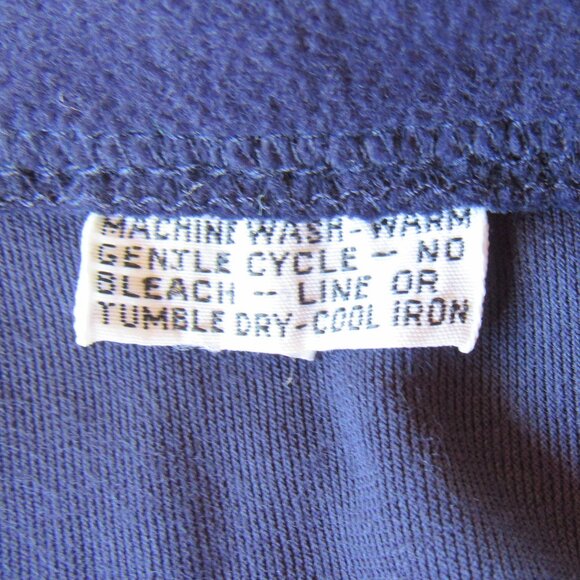 MACHINE WASH-WARM
GENTLE CYCLE -- NO
BLEACH -- LINE OR
TUMBLE DRY-COOL IRON